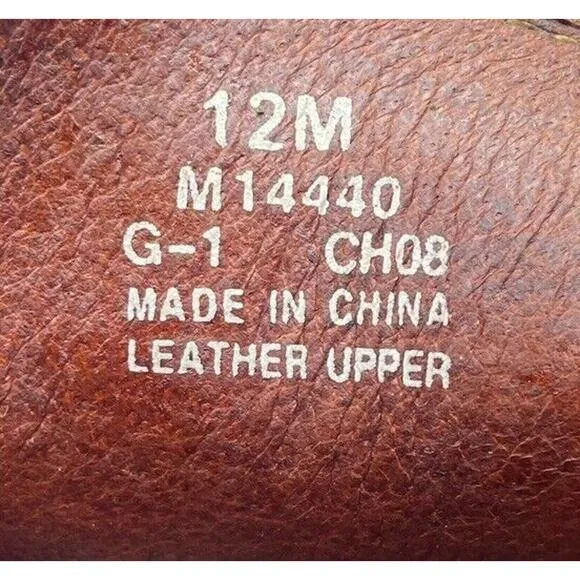 12M
M14440
G-1 CH08
MADE IN CHINA
LEATHER UPPER